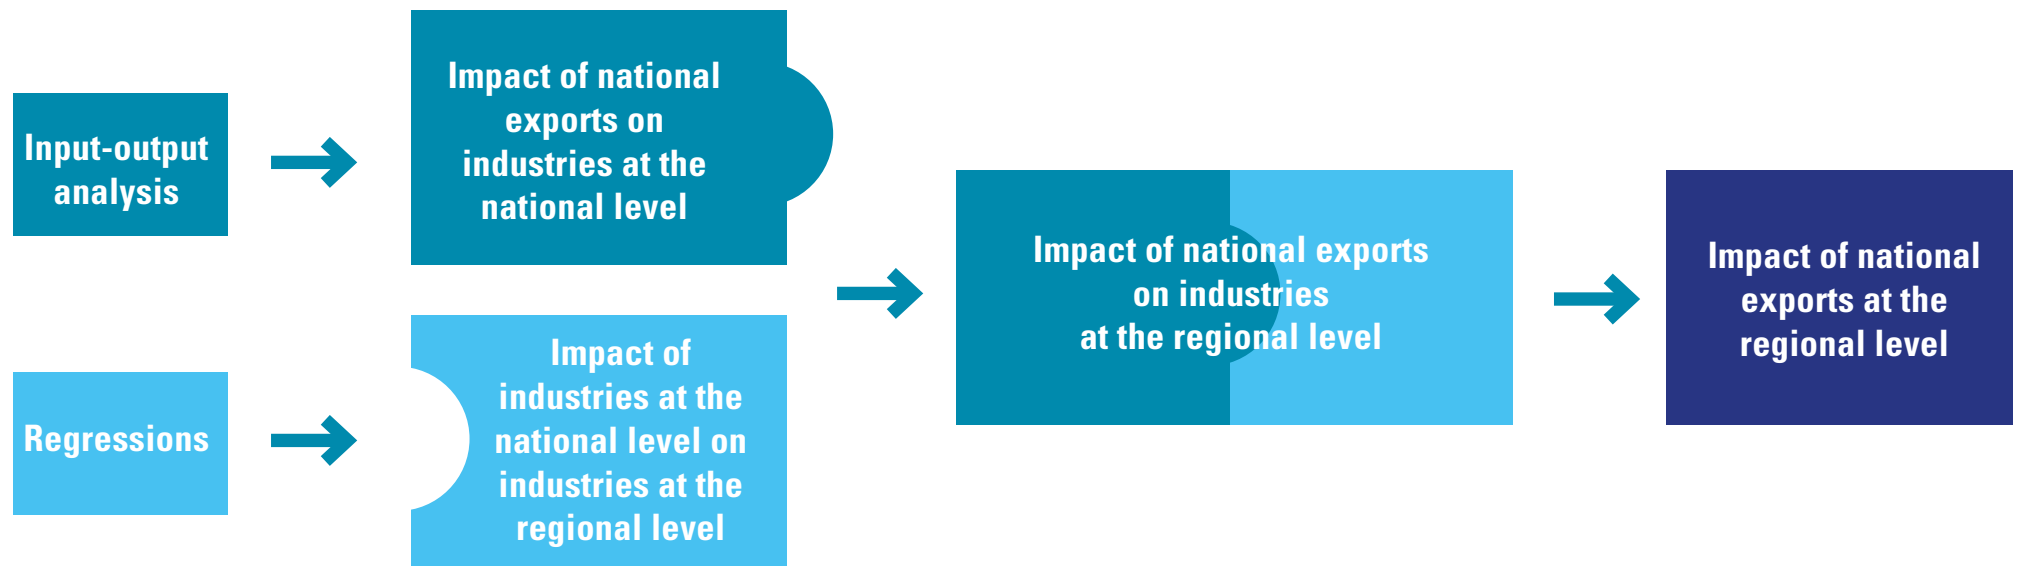 Input-output
analysis
Impact of national
exports on
industries at the
national level
Regressions
Impact of
industries at the
national level on
industries at the
regional level
Impact of national exports
on industries
at the regional level
Impact of national
exports at the
regional level